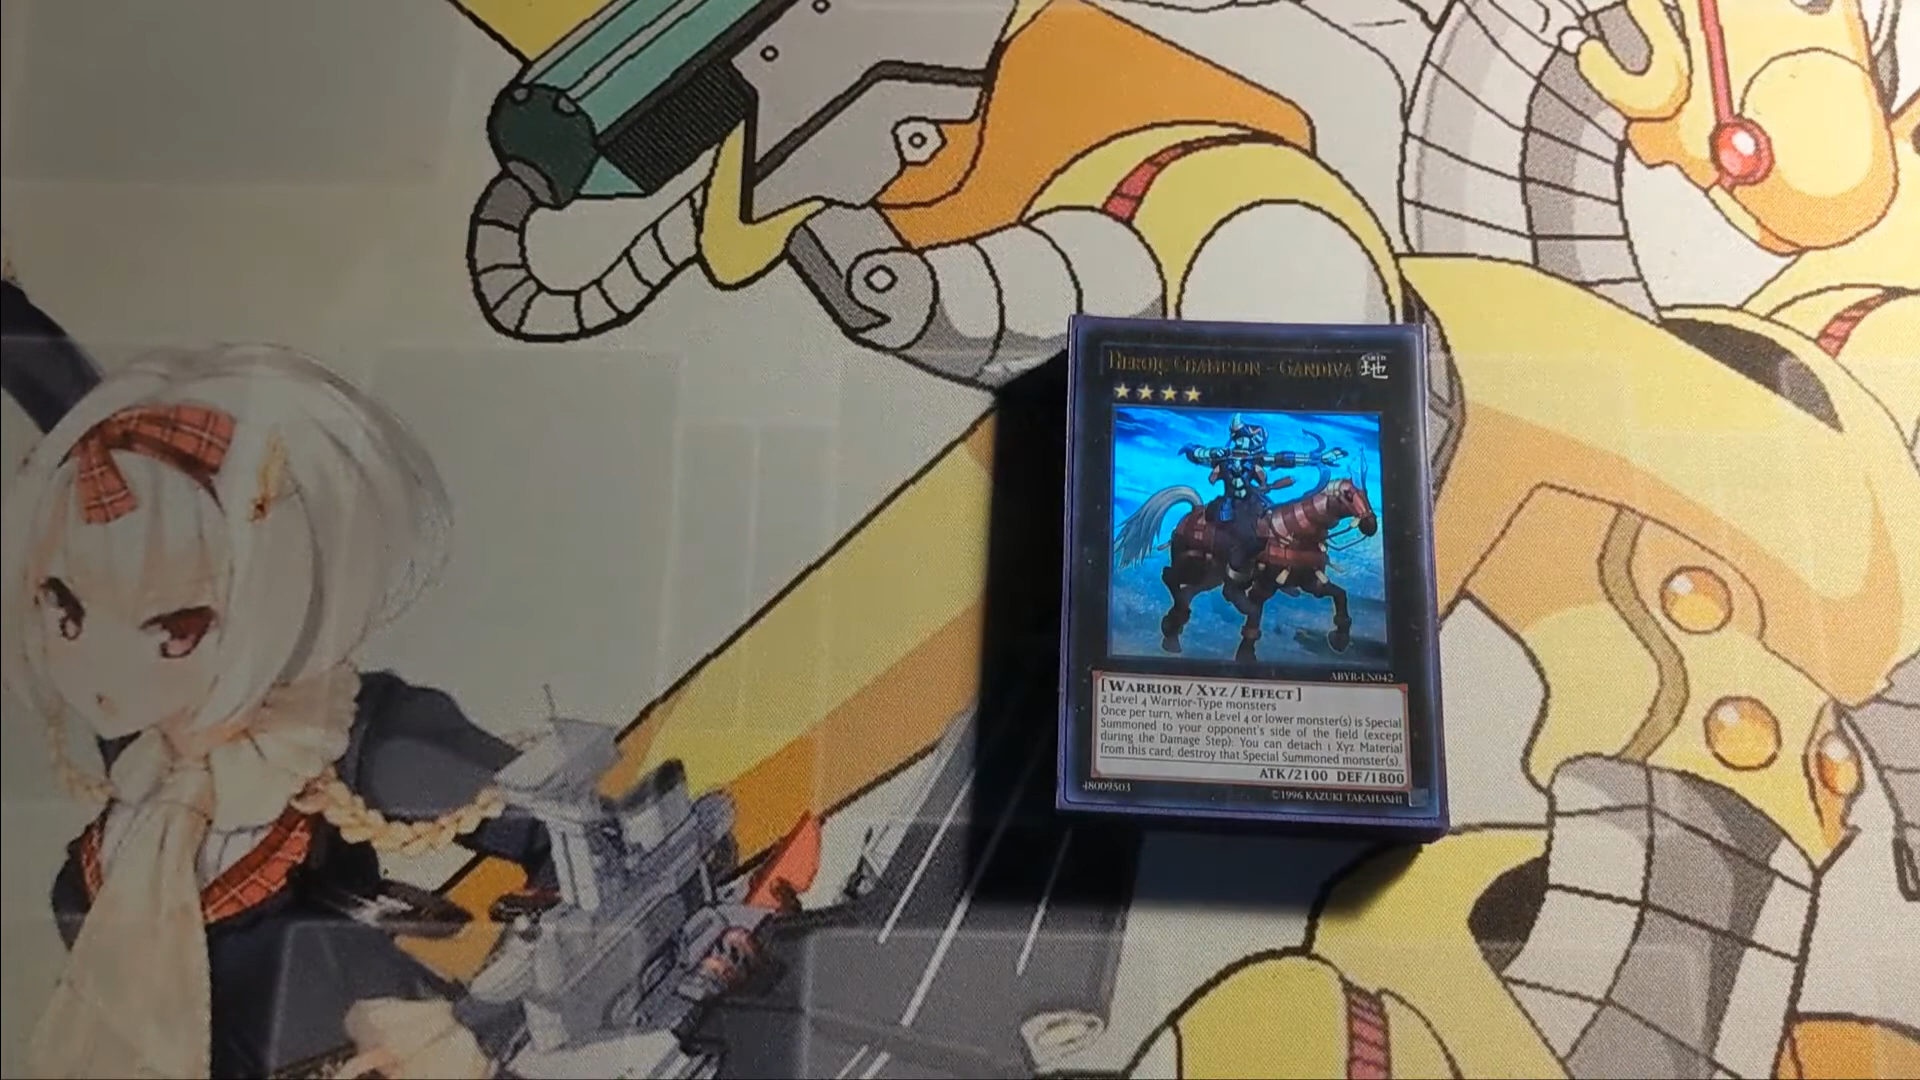 Heroic Champion - Gandiva
EARTH
地
ABYR-EN042
[Warrior/Xyz/Effect]
2 Level 4 Warrior-Type monsters
Once per turn, when a Level 4 or lower monster(s) is Special
Summoned to your opponent's side of the field (except
during the Damage Step): You can detach 1 Xyz Material
from this card; destroy that Special Summoned monster(s).
ATK/2100 DEF/1800
48009503
©1996 KAZUKI TAKAHASHI